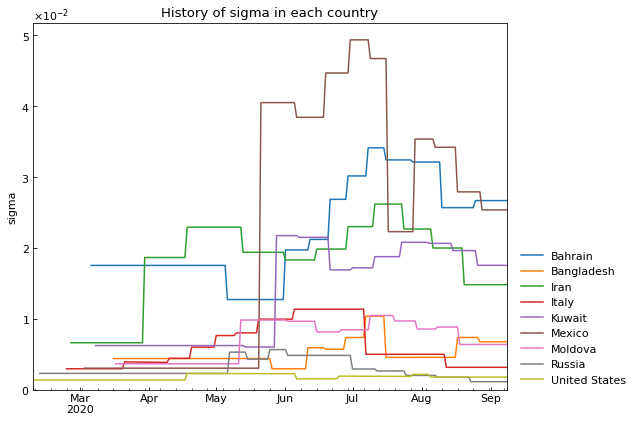 History of sigma in each country
×10⁻²
5
4
3
2
1
0
sigma
Mar Apr May Jun Jul Aug Sep
2020
Bahrain
Bangladesh
Iran
Italy
Kuwait
Mexico
Moldova
Russia
United States